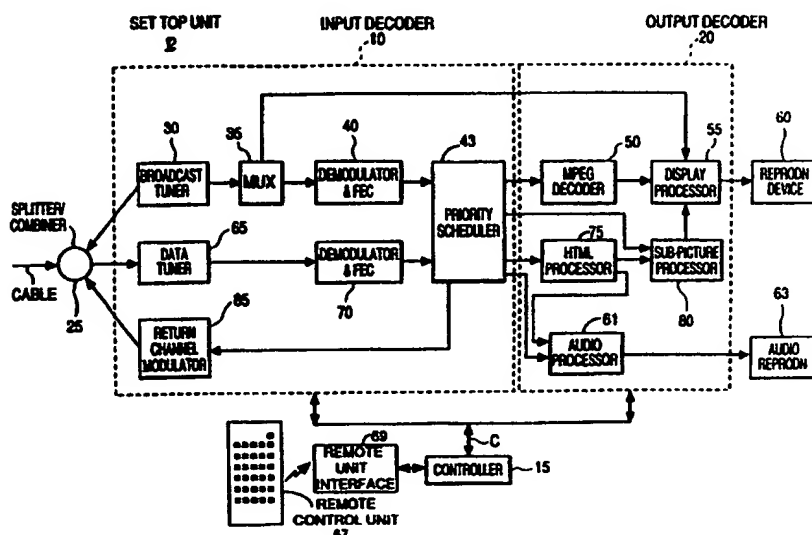 SET TOP UNIT
12
INPUT DECODER
10
OUTPUT DECODER
20
30
BROADCAST
TUNER
35
MUX
40
DEMODULATOR
& FEC
43
PRIORITY
SCHEDULER
50
MPEG
DECODER
55
DISPLAY
PROCESSOR
60
REPRODN
DEVICE
SPLITTER/
COMBINER
CABLE
25
65
DATA
TUNER
DEMODULATOR
& FEC
70
75
HTML
PROCESSOR
SUB-PICTURE
PROCESSOR
80
85
RETURN
CHANNEL
MODULATOR
61
AUDIO
PROCESSOR
63
AUDIO
REPRODN
69
REMOTE
UNIT
INTERFACE
C
CONTROLLER
15
REMOTE
CONTROL UNIT
67